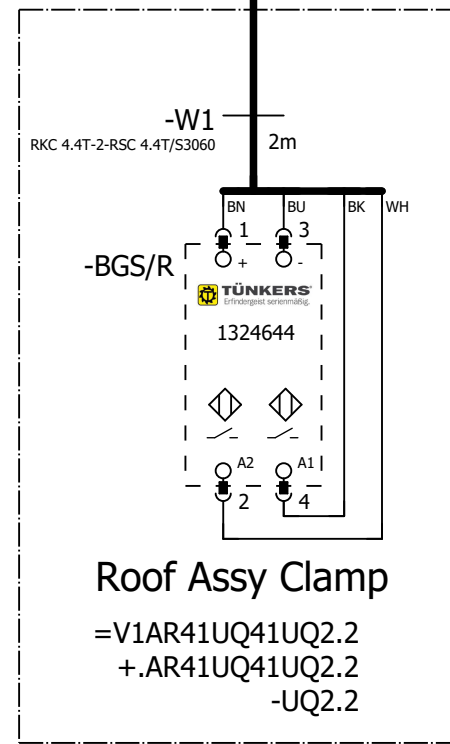 -W1
RKC 4.4T-2-RSC 4.4T/S3060
2m
BN BU BK WH
1 3
-BGS/R
+ -
TÜNKERS
Erfindergeist serienmäßig.
1324644
A2 A1
2 4
Roof Assy Clamp
=V1AR41UQ41UQ2.2
+.AR41UQ41UQ2.2
-UQ2.2